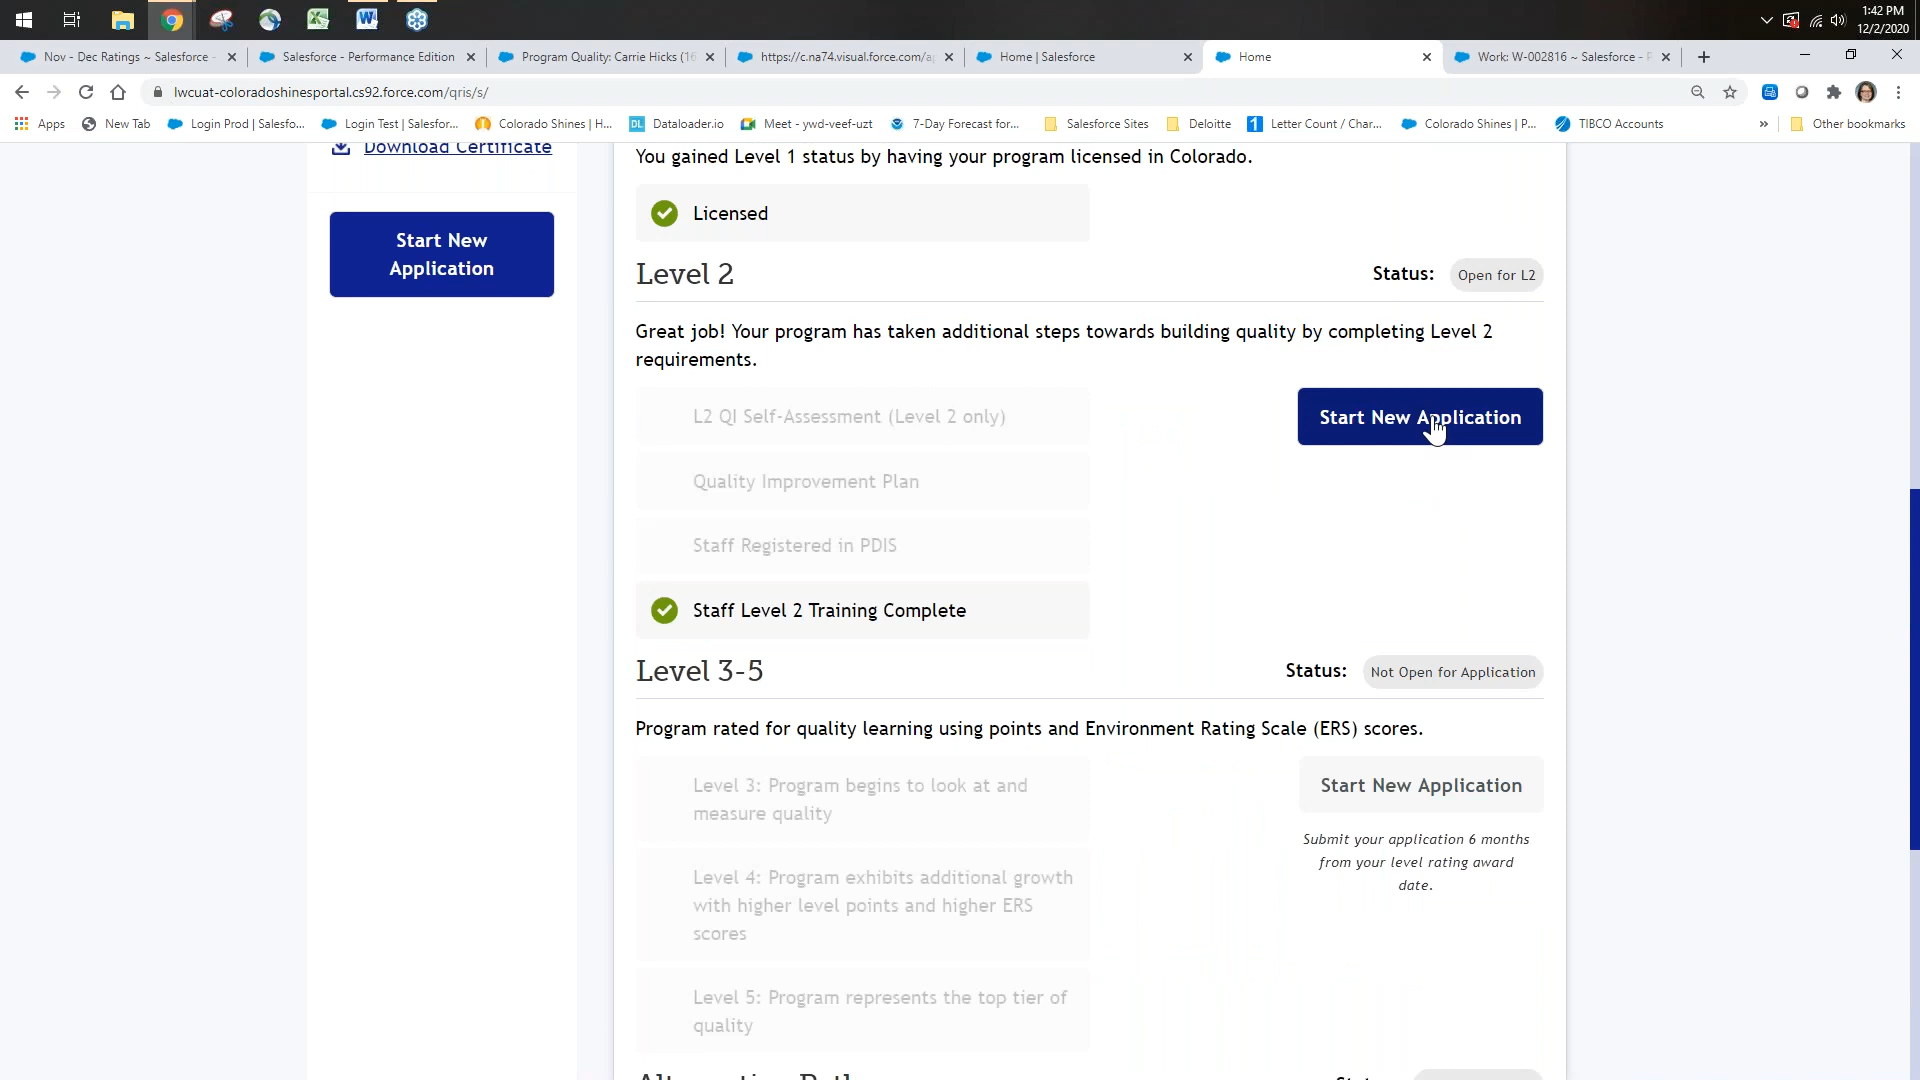 1:42 PM
12/2/2020
Nov - Dec Ratings ~ Salesforce -
Salesforce - Performance Edition
Program Quality: Carrie Hicks (16
https://c.na74.visual.force.com/ap
Home | Salesforce
Home
Work: W-002816 ~ Salesforce - P
lwcuat-coloradoshinesportal.cs92.force.com/qris/s/
Apps
New Tab
Login Prod | Salesfo...
Login Test | Salesfor...
Colorado Shines | H...
DL Dataloader.io
Meet - ywd-veef-uzt
7-Day Forecast for...
Salesforce Sites
Deloitte
1 Letter Count / Char...
Colorado Shines | P...
TIBCO Accounts
»
Other bookmarks
Download Certificate
Start New
Application
You gained Level 1 status by having your program licensed in Colorado.
Licensed
Level 2
Status: Open for L2
Great job! Your program has taken additional steps towards building quality by completing Level 2
requirements.
L2 QI Self-Assessment (Level 2 only)
Start New Application
Quality Improvement Plan
Staff Registered in PDIS
Staff Level 2 Training Complete
Level 3-5
Status: Not Open for Application
Program rated for quality learning using points and Environment Rating Scale (ERS) scores.
Level 3: Program begins to look at and
measure quality
Start New Application
Submit your application 6 months
from your level rating award
date.
Level 4: Program exhibits additional growth
with higher level points and higher ERS
scores
Level 5: Program represents the top tier of
quality